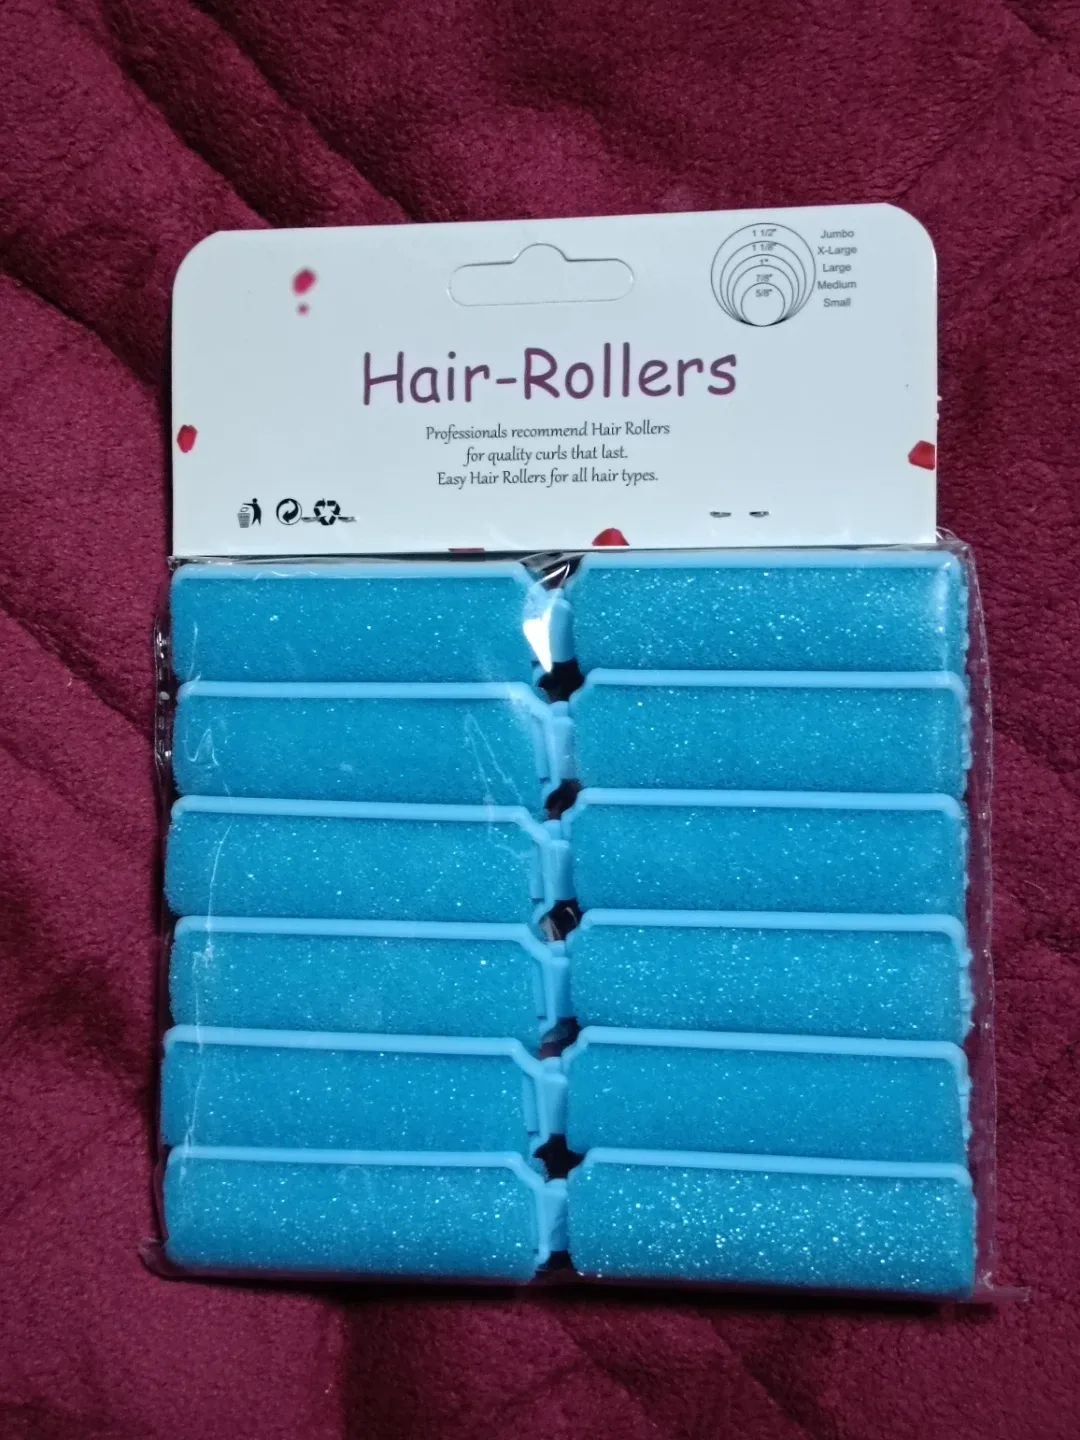 1 1/2" Jumbo
1 1/8" X-Large
1" Large
7/8" Medium
5/8" Small
Hair-Rollers
Professionals recommend Hair Rollers
for quality curls that last.
Easy Hair Rollers for all hair types.